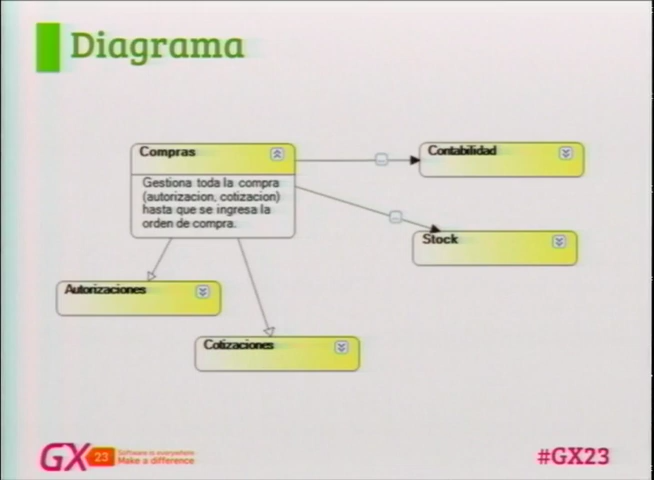 Diagrama
Compras
Gestiona toda la compra
(autorizacion, cotizacion)
hasta que se ingresa la
orden de compra.
Contabilidad
Stock
Autorizaciones
Cotizaciones
GX 23
Software is everywhere
Make a difference
#GX23